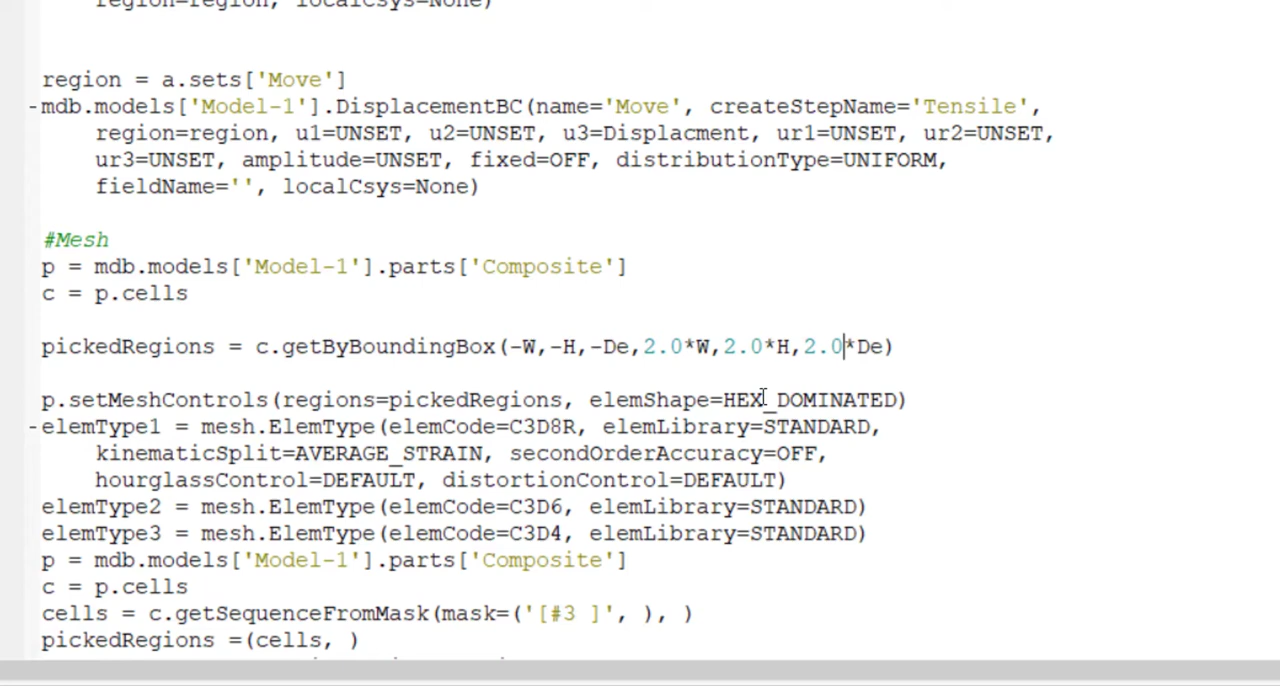 region=region, localCsys=None)
region = a.sets['Move']
-mdb.models['Model-1'].DisplacementBC(name='Move', createStepName='Tensile',
region=region, u1=UNSET, u2=UNSET, u3=Displacment, ur1=UNSET, ur2=UNSET,
ur3=UNSET, amplitude=UNSET, fixed=OFF, distributionType=UNIFORM,
fieldName='', localCsys=None)
#Mesh
p = mdb.models['Model-1'].parts['Composite']
c = p.cells
pickedRegions = c.getByBoundingBox(-W,-H,-De,2.0*W,2.0*H,2.0*De)
p.setMeshControls(regions=pickedRegions, elemShape=HEX_DOMINATED)
-elemType1 = mesh.ElemType(elemCode=C3D8R, elemLibrary=STANDARD,
kinematicSplit=AVERAGE_STRAIN, secondOrderAccuracy=OFF,
hourglassControl=DEFAULT, distortionControl=DEFAULT)
elemType2 = mesh.ElemType(elemCode=C3D6, elemLibrary=STANDARD)
elemType3 = mesh.ElemType(elemCode=C3D4, elemLibrary=STANDARD)
p = mdb.models['Model-1'].parts['Composite']
c = p.cells
cells = c.getSequenceFromMask(mask=('[#3 ]', ), )
pickedRegions =(cells, )